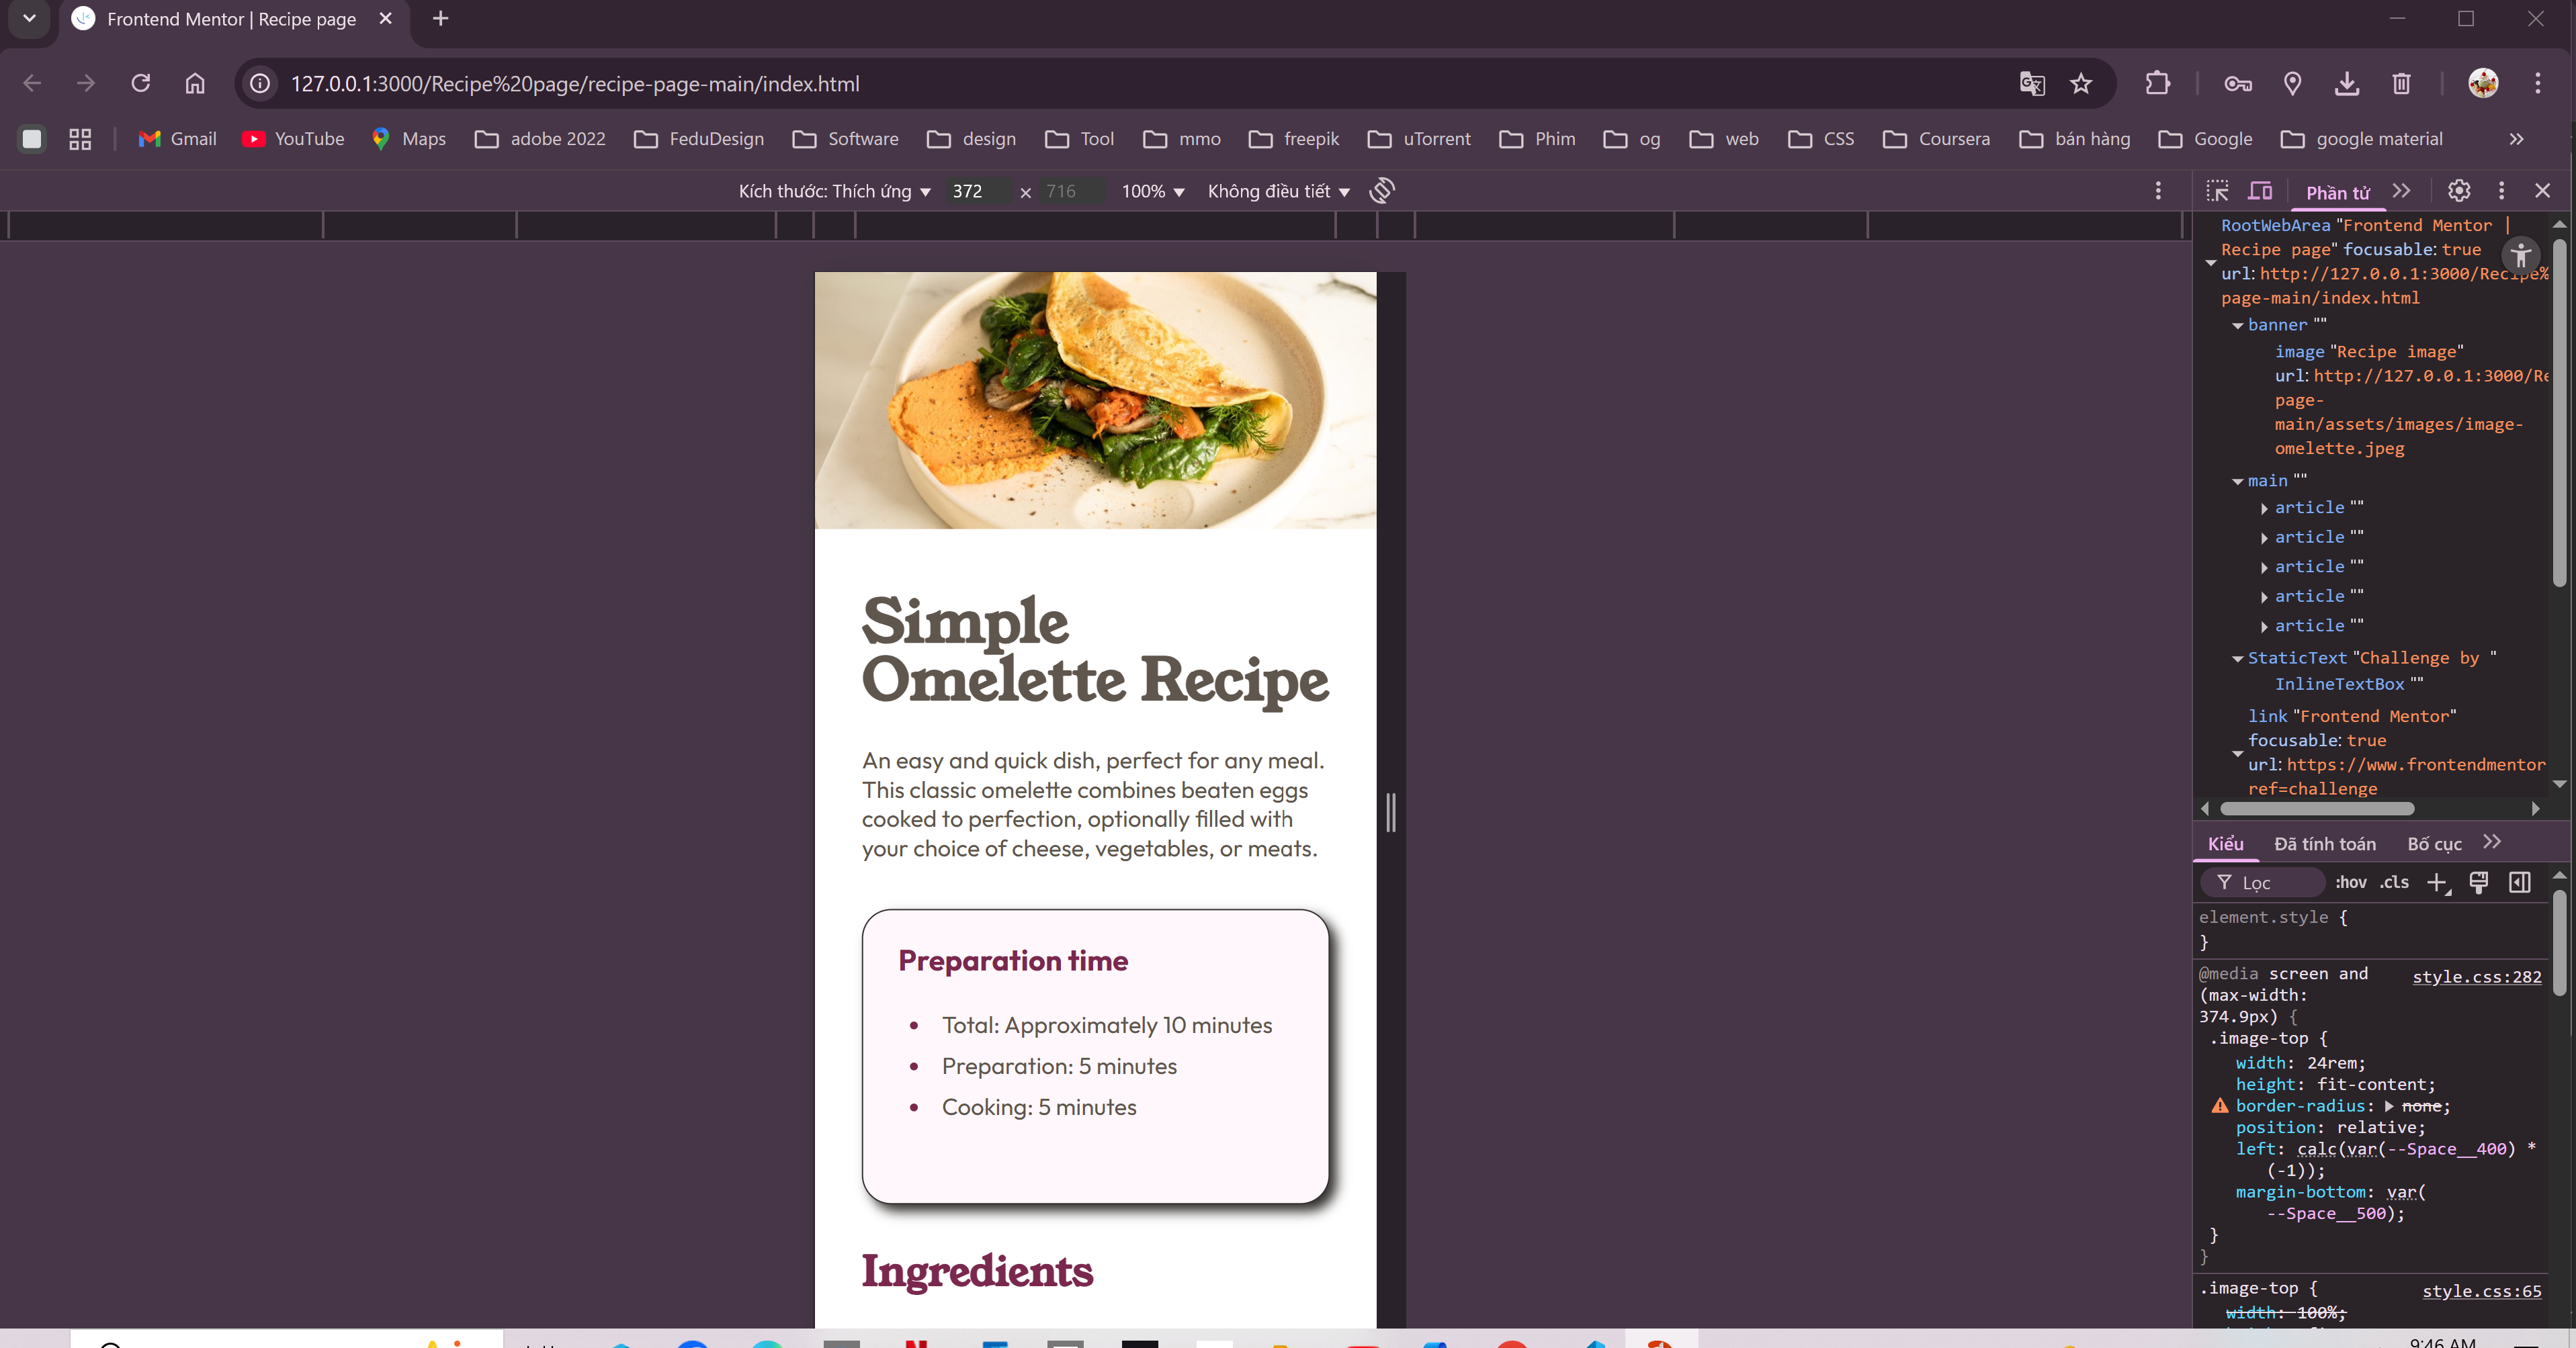 Frontend Mentor | Recipe page
127.0.0.1:3000/Recipe%20page/recipe-page-main/index.html
Gmail YouTube Maps adobe 2022 FeduDesign Software design Tool mmo freepik uTorrent Phim og web CSS Coursera bán hàng Google google material
Kích thước: Thích ứng 372 × 716 100% Không điều tiết
Phần tử
Simple
Omelette Recipe
An easy and quick dish, perfect for any meal.
This classic omelette combines beaten eggs
cooked to perfection, optionally filled with
your choice of cheese, vegetables, or meats.
Preparation time
• Total: Approximately 10 minutes
• Preparation: 5 minutes
• Cooking: 5 minutes
Ingredients
RootWebArea "Frontend Mentor |
Recipe page" focusable: true
url: http://127.0.0.1:3000/Recipe%
page-main/index.html
banner ""
image "Recipe image"
url: http://127.0.0.1:3000/Re
page-
main/assets/images/image-
omelette.jpeg
main ""
article ""
article ""
article ""
article ""
article ""
StaticText "Challenge by "
InlineTextBox ""
link "Frontend Mentor"
focusable: true
url: https://www.frontendmentor
ref=challenge
Kiểu Đã tính toán Bố cục
Lọc :hov .cls
element.style {
}
@media screen and style.css:282
(max-width:
374.9px) {
.image-top {
width: 24rem;
height: fit-content;
border-radius: none;
position: relative;
left: calc(var(--Space__400) *
(-1));
margin-bottom: var(
--Space__500);
}
}
.image-top { style.css:65
width: 100%;
9:46 AM